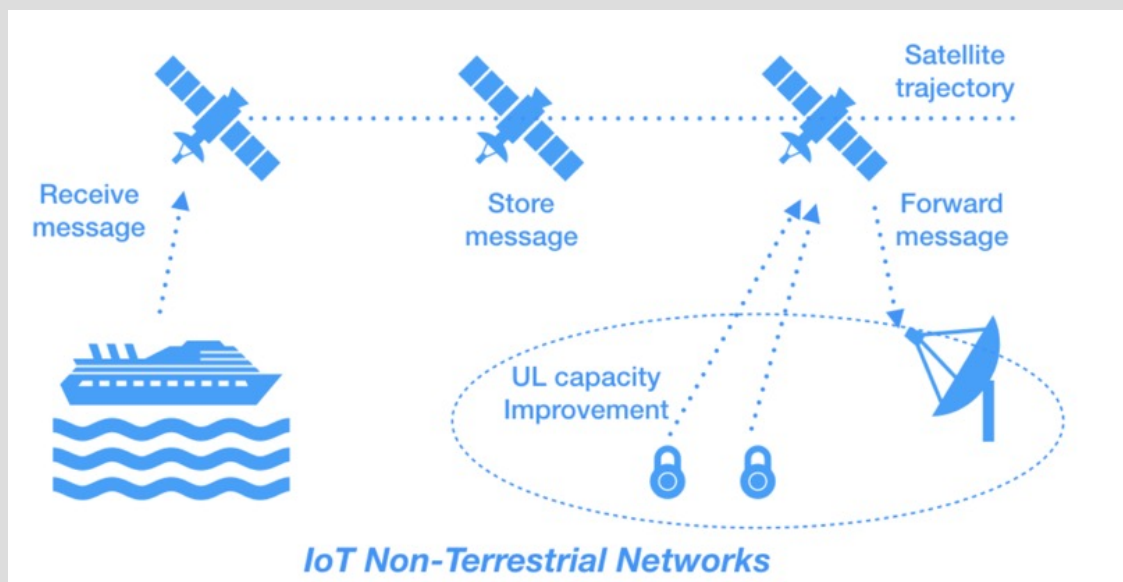 Satellite
trajectory
Receive
message
Store
message
Forward
message
UL capacity
Improvement
IoT Non-Terrestrial Networks